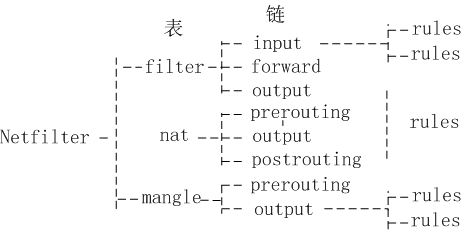 表 链
rules
input
rules
filter
forward
output
prerouting
rules
Netfilter
nat
output
postrouting
prerouting
mangle
rules
output
rules